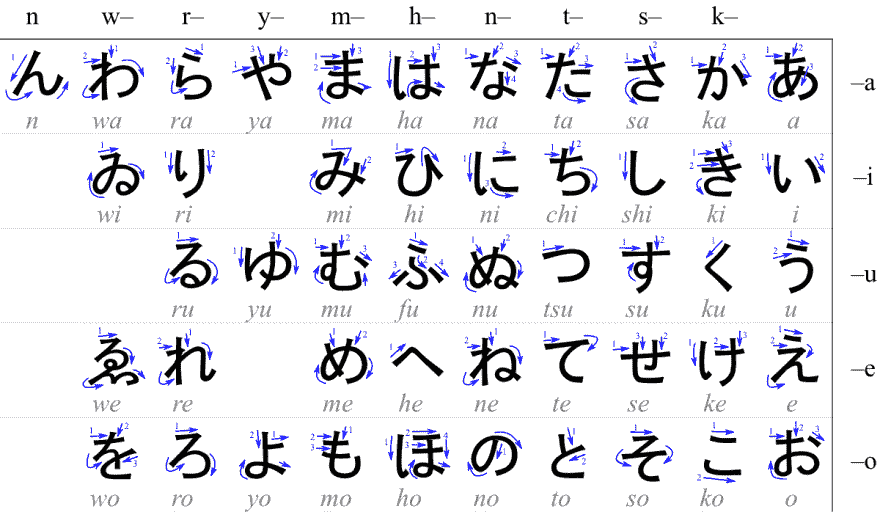 n w– r– y– m– h– n– t– s– k–
ん わ ら や ま は な た さ か あ –a
n wa ra ya ma ha na ta sa ka a
ゐ り み ひ に ち し き い –i
wi ri mi hi ni chi shi ki i
る ゆ む ふ ぬ つ す く う –u
ru yu mu fu nu tsu su ku u
ゑ れ め へ ね て せ け え –e
we re me he ne te se ke e
を ろ よ も ほ の と そ こ お –o
wo ro yo mo ho no to so ko o